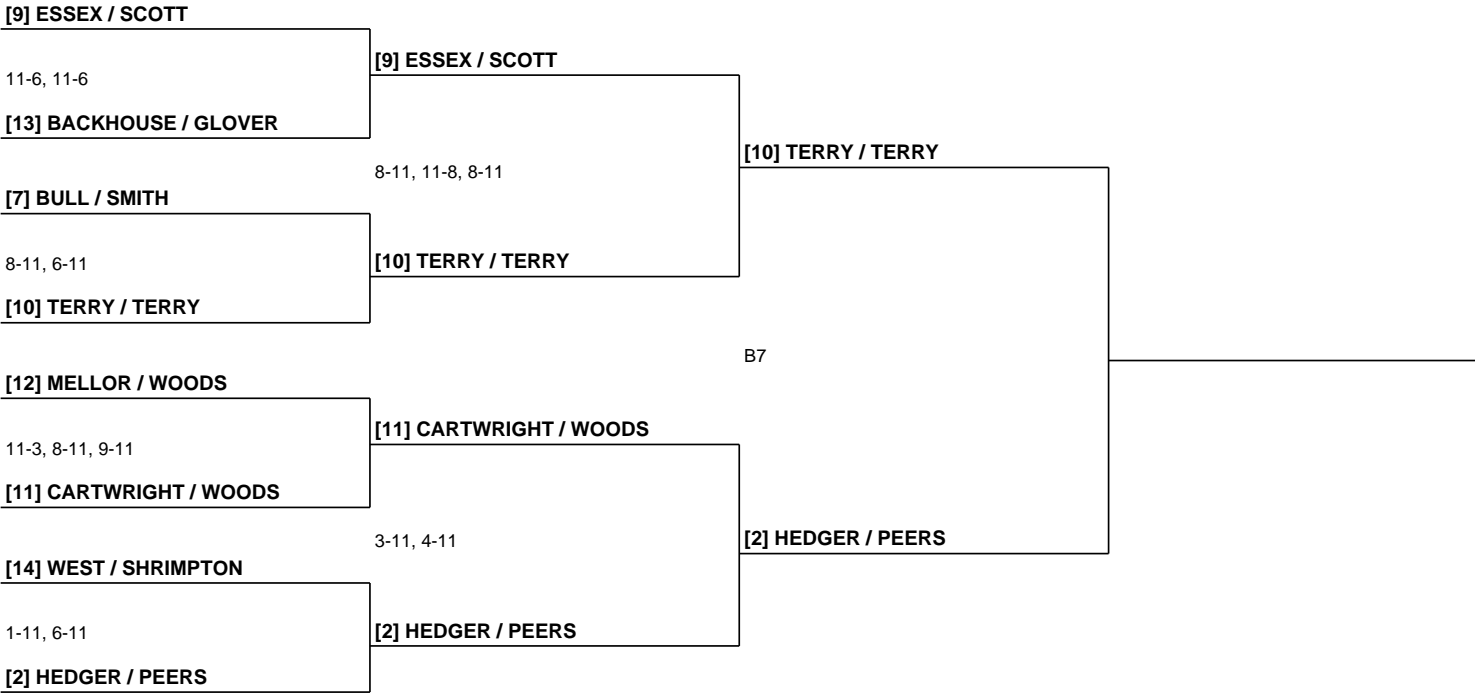 [9] ESSEX / SCOTT
11-6, 11-6
[13] BACKHOUSE / GLOVER
[7] BULL / SMITH
8-11, 6-11
[10] TERRY / TERRY
[12] MELLOR / WOODS
11-3, 8-11, 9-11
[11] CARTWRIGHT / WOODS
[14] WEST / SHRIMPTON
1-11, 6-11
[2] HEDGER / PEERS
[9] ESSEX / SCOTT
8-11, 11-8, 8-11
[10] TERRY / TERRY
[11] CARTWRIGHT / WOODS
3-11, 4-11
[2] HEDGER / PEERS
[10] TERRY / TERRY
B7
[2] HEDGER / PEERS